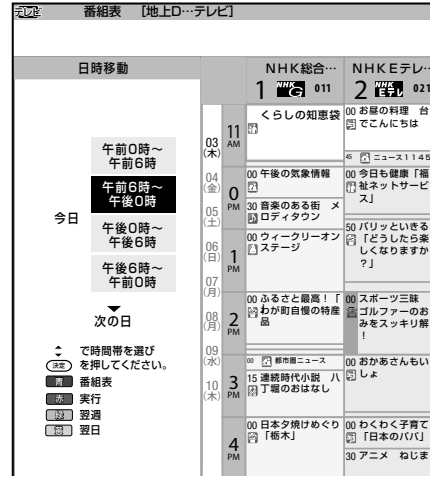 テレビ 番組表 [地上D…テレビ]
日時移動
今日
午前0時～
午前6時
午前6時～
午後0時
午後0時～
午後6時
午後6時～
午前0時
次の日
で時間帯を選び
決定 を押してください。
青 番組表
赤 実行
緑 翌週
黄 翌日
03
(木)
04
(金)
05
(土)
06
(日)
07
(月)
08
(月)
09
(水)
10
(木)
11
AM
0
PM
1
PM
2
PM
3
PM
4
PM
NHK総合…
1 NHK G 011
くらしの知恵袋
00 午後の気象情報
30 音楽のある街 メ
ロディタウン
00 ウィークリーオン
ステージ
00 ふるさと最高！「
わが町自慢の特産
品
00 都市圏ニュース
15 連続時代小説 八
丁堀のおはなし
00 日本夕焼けめぐり
「栃木」
NHKEテレ…
2 NHK Eテレ 021
00 お昼の料理 台
でこんにちは
45 ニュース1145
00 今日も健康「福
祉ネットサービ
ス」
50 バリッといきる
「どうしたら楽
しくなりますか
？」
00 スポーツ三昧
ゴルファーのお
みをスッキリ解
！
00 おかあさんもい
しょ
00 わくわく子育て
「日本のパパ」
30 アニメ ねじま